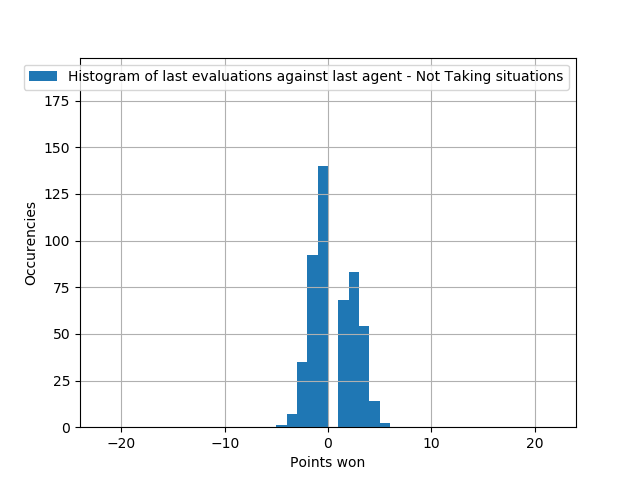 Histogram of last evaluations against last agent - Not Taking situations
175
150
125
100
75
50
25
0
Occurencies
−20 −10 0 10 20
Points won